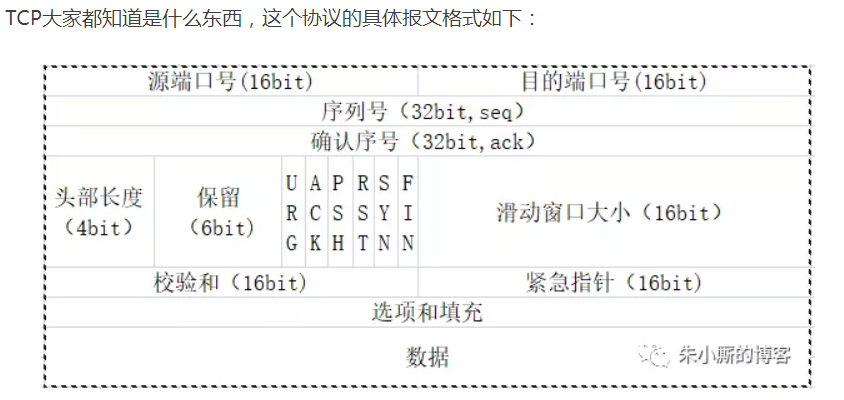 TCP大家都知道是什么东西，这个协议的具体报文格式如下：
源端口号(16bit) 目的端口号(16bit)
序列号（32bit,seq）
确认序号（32bit,ack）
头部长度（4bit） 保留（6bit) URG ACK PSH RST SYN FIN 滑动窗口大小（16bit）
校验和（16bit) 紧急指针（16bit)
选项和填充
数据
朱小厮的博客